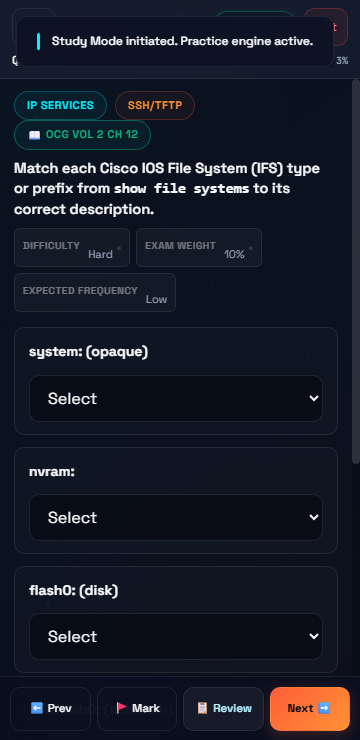 Study Mode initiated. Practice engine active.
3%
IP SERVICES
SSH/TFTP
📖 OCG VOL 2 CH 12
Match each Cisco IOS File System (IFS) type
or prefix from show file systems to its
correct description.
DIFFICULTY Hard
EXAM WEIGHT 10%
EXPECTED FREQUENCY Low
system: (opaque)
Select
nvram:
Select
flash0: (disk)
Select
⬅️ Prev
🚩 Mark
📋 Review
Next ➡️